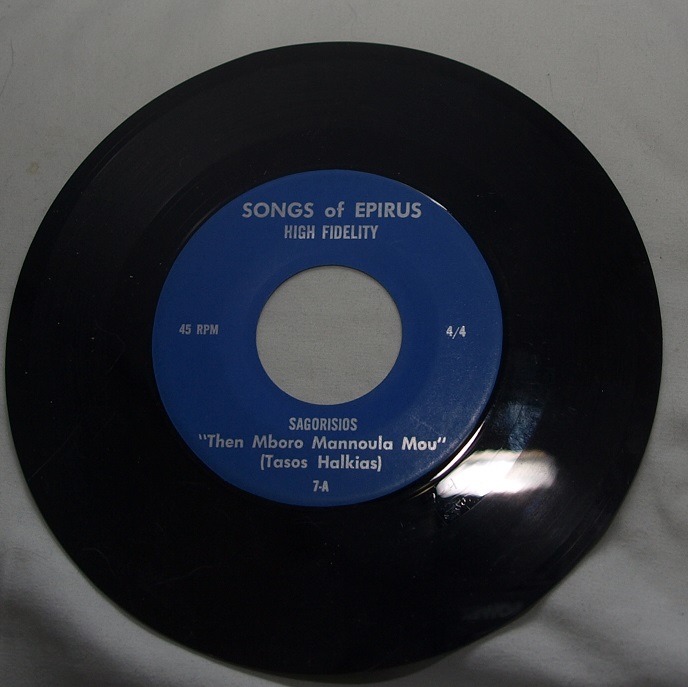 SONGS of EPIRUS
HIGH FIDELITY
45 RPM
4/4
SAGORISIOS
"Then Mboro Mannoula Mou"
(Tasos Halkias)
7-A